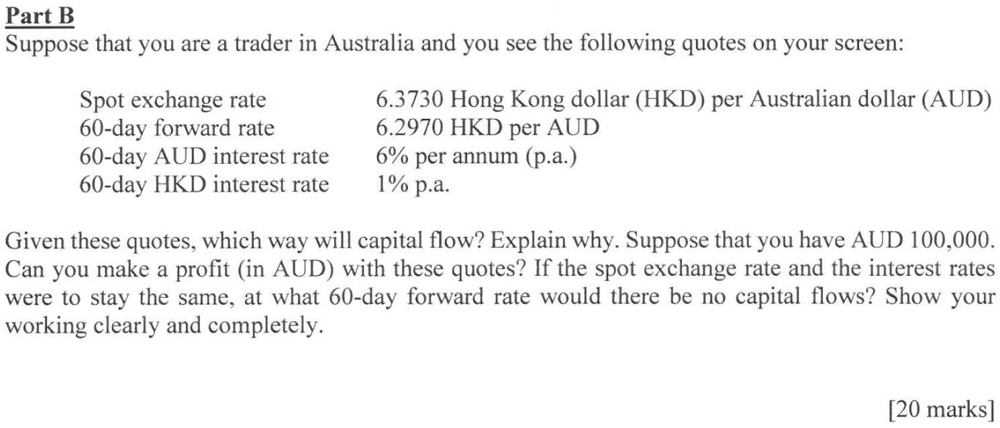 Part B
Suppose that you are a trader in Australia and you see the following quotes on your screen:
Spot exchange rate 6.3730 Hong Kong dollar (HKD) per Australian dollar (AUD)
60-day forward rate 6.2970 HKD per AUD
60-day AUD interest rate 6% per annum (p.a.)
60-day HKD interest rate 1% p.a.
Given these quotes, which way will capital flow? Explain why. Suppose that you have AUD 100,000.
Can you make a profit (in AUD) with these quotes? If the spot exchange rate and the interest rates
were to stay the same, at what 60-day forward rate would there be no capital flows? Show your
working clearly and completely.
[20 marks]